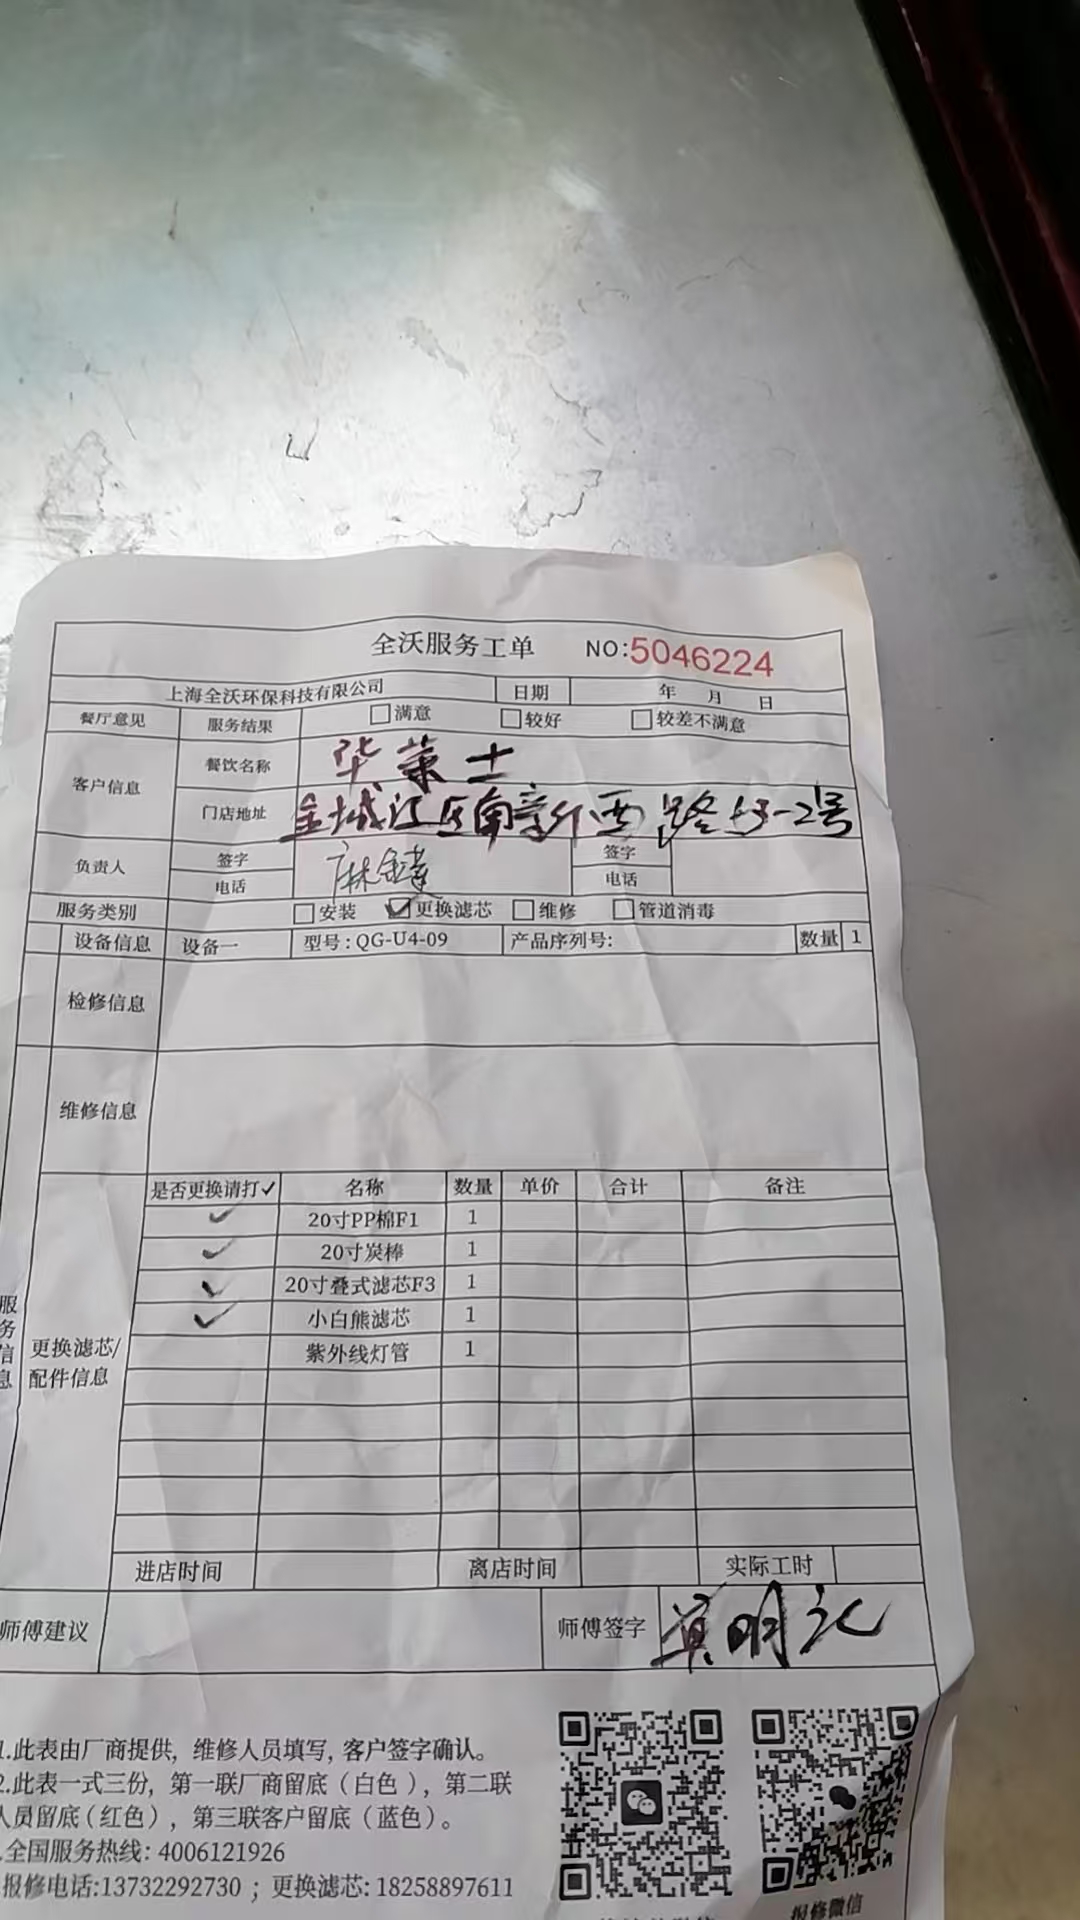 全沃服务工单 NO:5046224
上海全沃环保科技有限公司 日期 年 月 日
餐厅意见 服务结果 满意 较好 较差不满意
客户信息 餐饮名称 华莱士
门店地址 金城江区南新西路53-2号
负责人 签字 签字
电话 电话
服务类别 安装 更换滤芯 维修 管道消毒
设备信息 设备一 型号:QG-U4-09 产品序列号: 数量 1
检修信息
维修信息
是否更换请打✓ 名称 数量 单价 合计 备注
✓ 20寸PP棉F1 1
✓ 20寸炭棒 1
✓ 20寸叠式滤芯F3 1
✓ 小白熊滤芯 1
紫外线灯管 1
服务信息
更换滤芯/
配件信息
进店时间 离店时间 实际工时
师傅建议 师傅签字
1.此表由厂商提供, 维修人员填写, 客户签字确认。
2.此表一式三份, 第一联厂商留底(白色), 第二联
人员留底(红色), 第三联客户留底(蓝色)。
.全国服务热线: 4006121926
报修电话:13732292730 ; 更换滤芯: 18258897611
报修微信